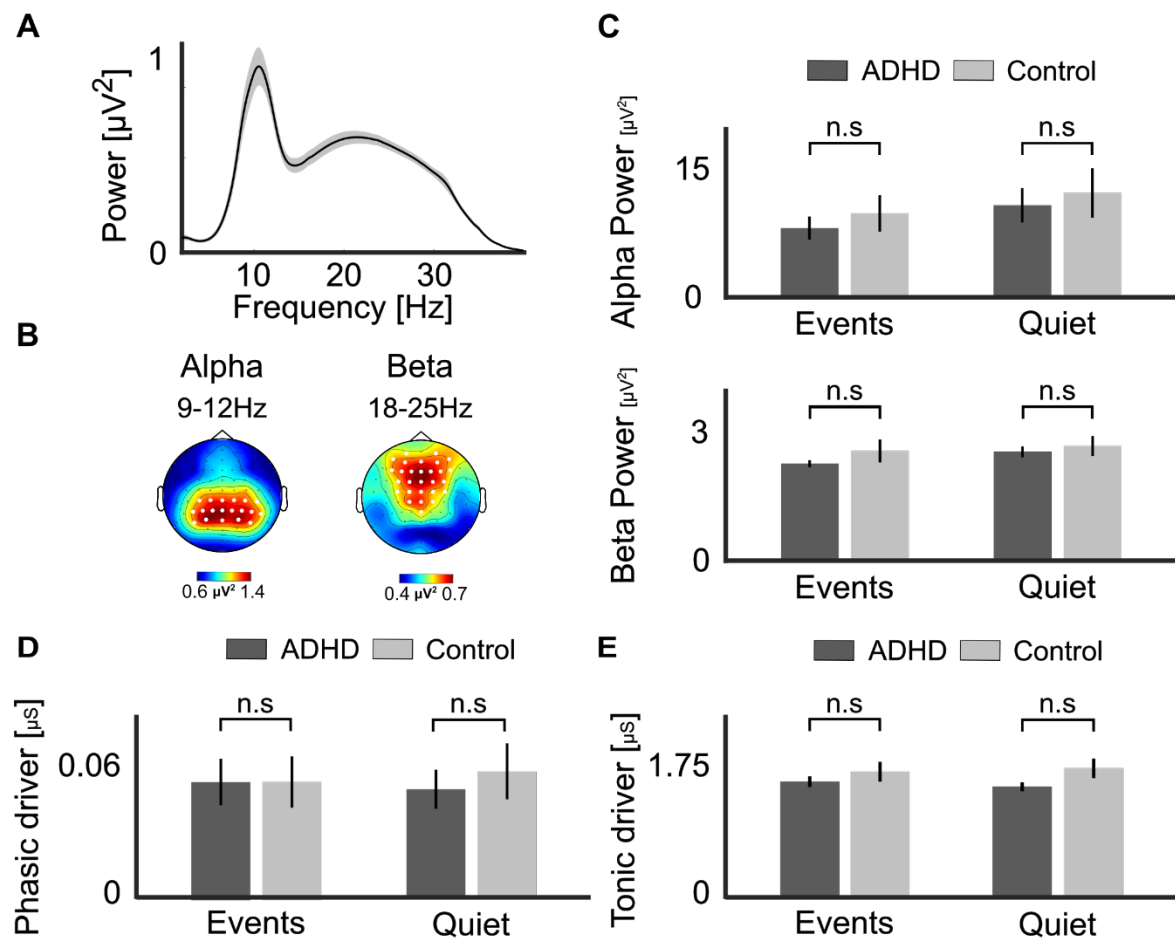 A
1
0
Power [µV²]
10 20 30
Frequency [Hz]
B
Alpha Beta
9-12Hz 18-25Hz
0.6 µV² 1.4 0.4 µV² 0.7
C
ADHD Control
n.s n.s
15
0
Alpha Power [µV²]
Events Quiet
n.s n.s
3
0
Beta Power [µV²]
Events Quiet
D
ADHD Control
n.s n.s
0.06
0
Phasic driver [µs]
Events Quiet
E
ADHD Control
n.s n.s
1.75
0
Tonic driver [µs]
Events Quiet